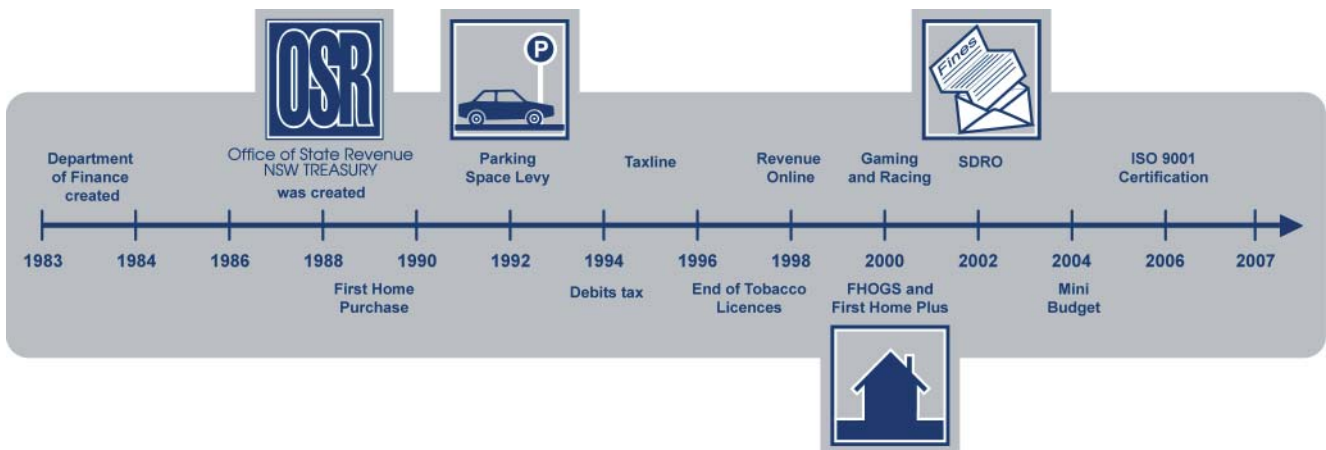 OSR
P
Fines
Office of State Revenue
NSW TREASURY
was created
Department
of Finance
created
Parking
Space Levy
Taxline
Revenue
Online
Gaming
and Racing
SDRO
ISO 9001
Certification
1983 1984 1986 1988 1990 1992 1994 1996 1998 2000 2002 2004 2006 2007
First Home
Purchase
Debits tax
End of Tobacco
Licences
FHOGS and
First Home Plus
Mini
Budget